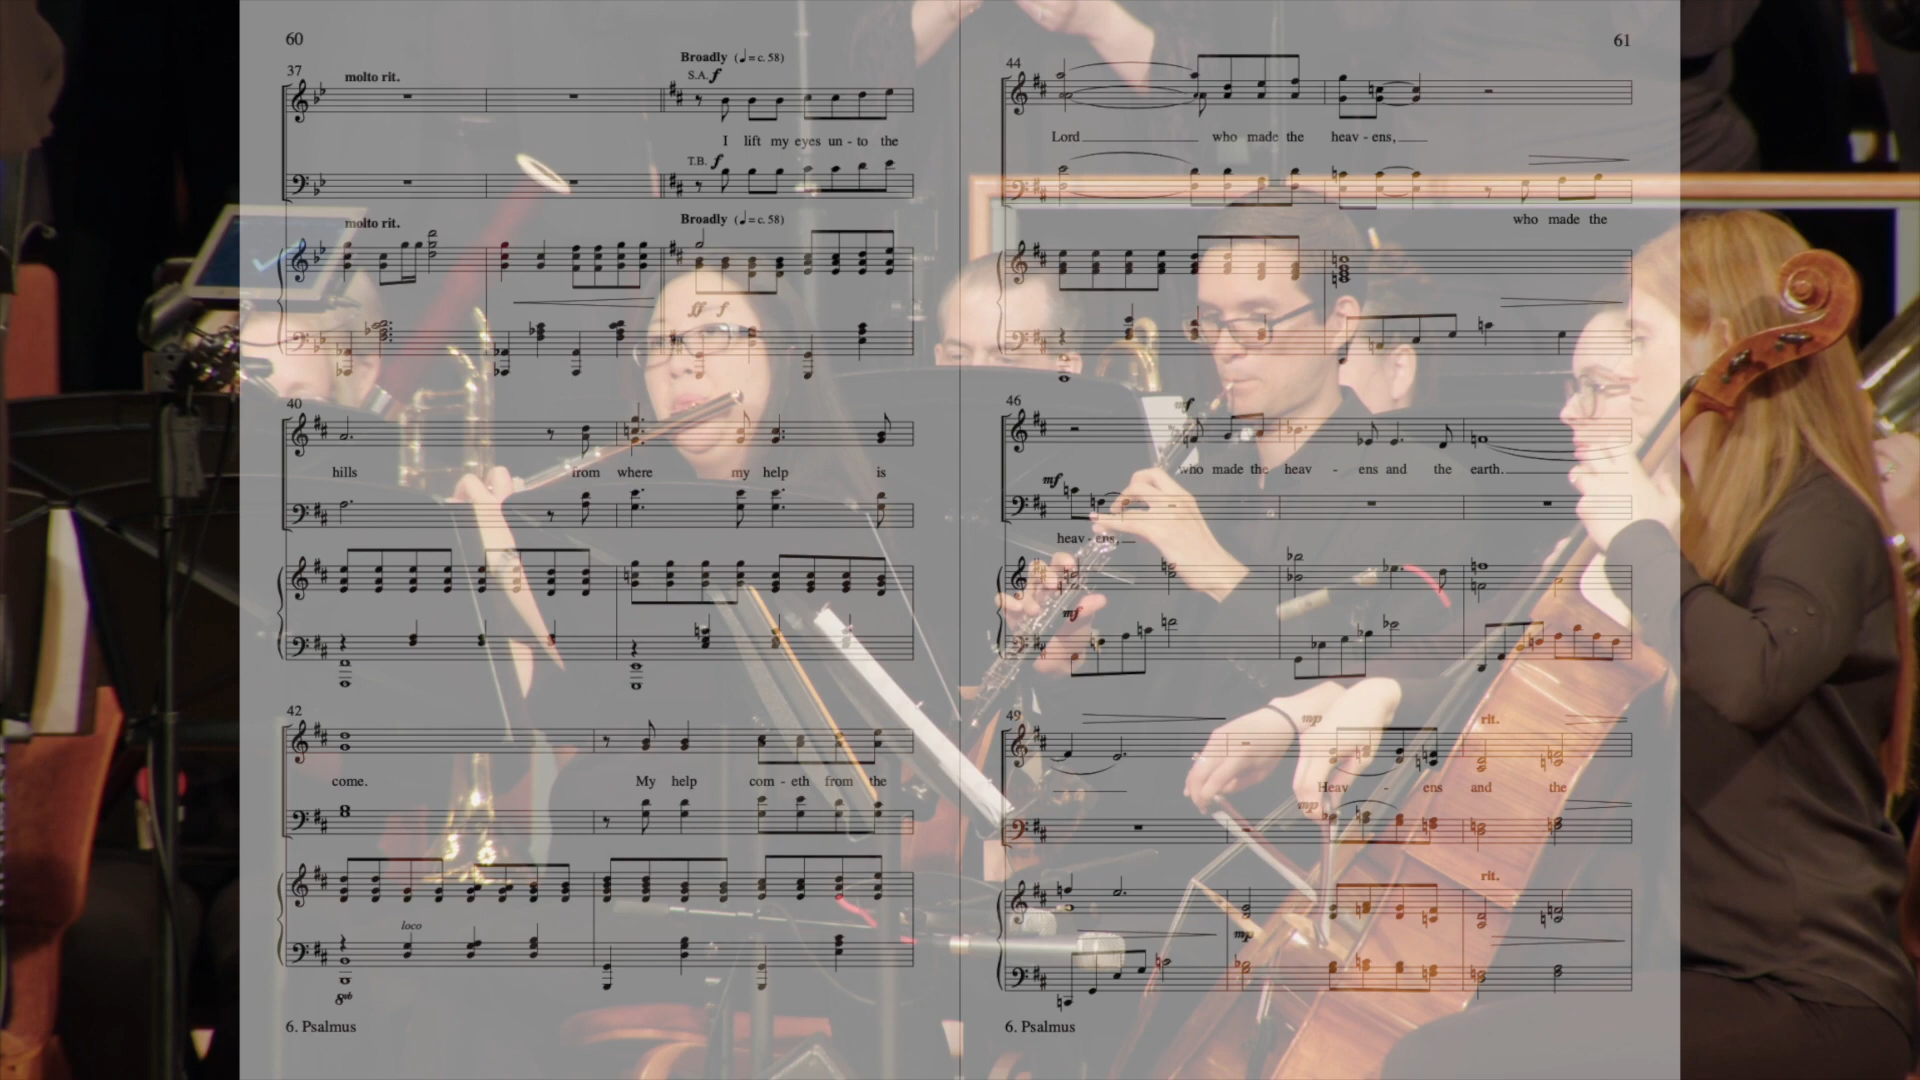 60
37
molto rit.
Broadly (♩= c. 58)
S.A. f
I lift my eyes un - to the
T.B. f
molto rit.
Broadly (♩= c. 58)
ff f
40
hills from where my help is
42
come. My help com - eth from the
loco
8vb
6. Psalmus
61
44
Lord who made the heav - ens,
who made the
46
mf
who made the heav - ens and the earth.
mf
heav - ens,
mf
49
mp
rit.
Heav - ens and the
mp
rit.
mp
6. Psalmus